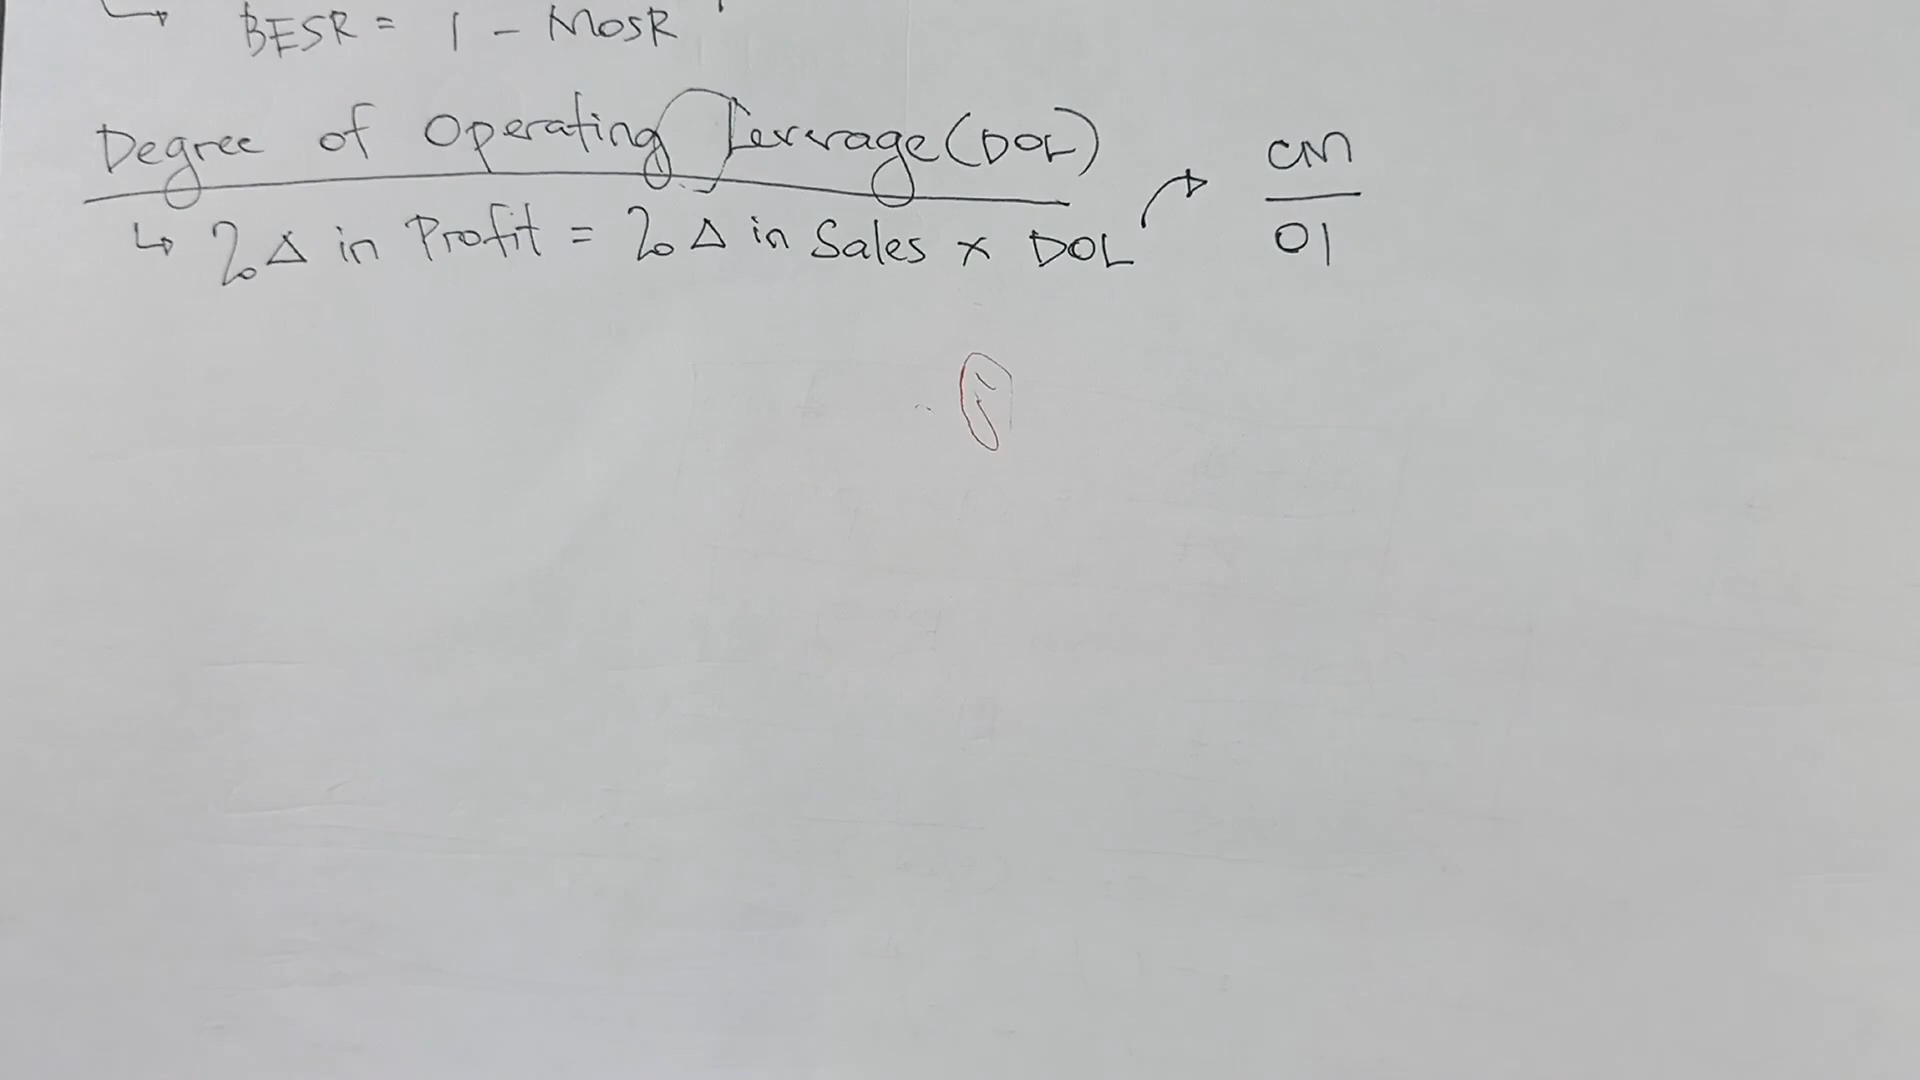 ↳ BESR = 1 - MOSR
Degree of Operating Leverage (DOL)
↳ %Δ in Profit = %Δ in Sales × DOL → CM
OI